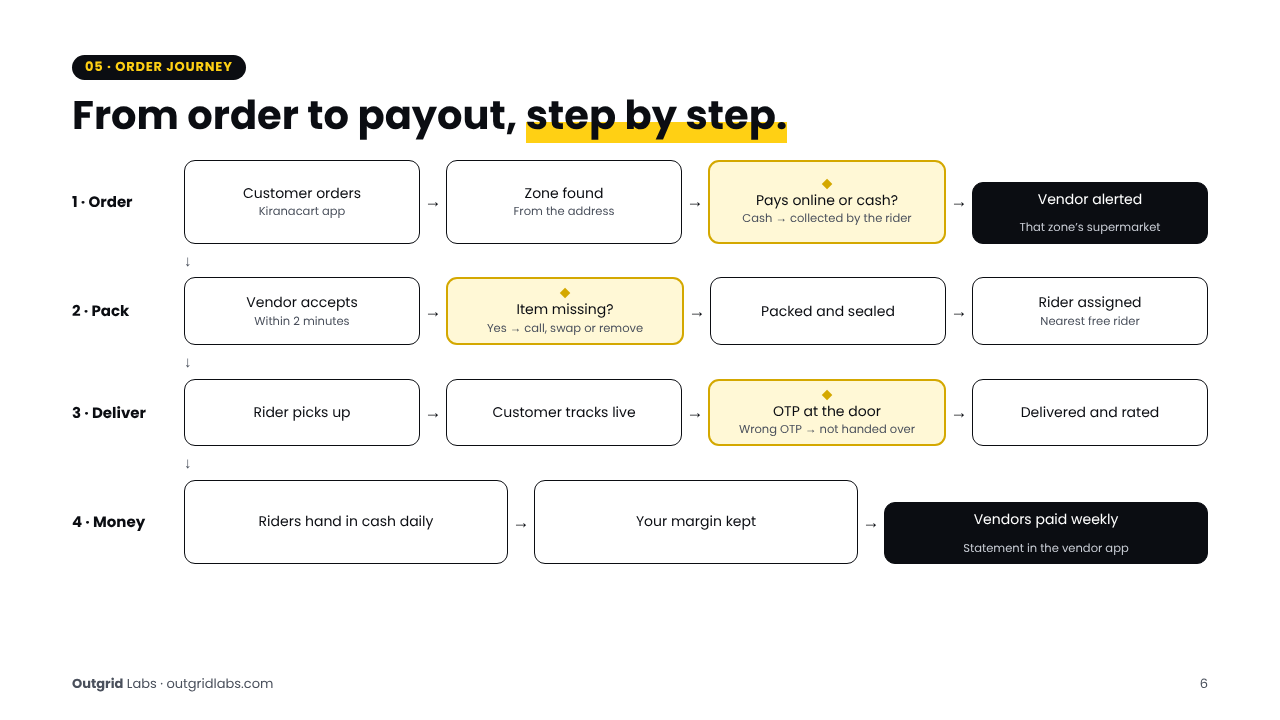 05 · ORDER JOURNEY
From order to payout, step by step.
1 · Order
Customer orders
Kiranacart app
→
Zone found
From the address
→
◆
Pays online or cash?
Cash → collected by the rider
→
Vendor alerted
That zone’s supermarket
↓
2 · Pack
Vendor accepts
Within 2 minutes
→
◆
Item missing?
Yes → call, swap or remove
→
Packed and sealed
→
Rider assigned
Nearest free rider
↓
3 · Deliver
Rider picks up
→
Customer tracks live
→
◆
OTP at the door
Wrong OTP → not handed over
→
Delivered and rated
↓
4 · Money
Riders hand in cash daily
→
Your margin kept
→
Vendors paid weekly
Statement in the vendor app
Outgrid Labs · outgridlabs.com
6